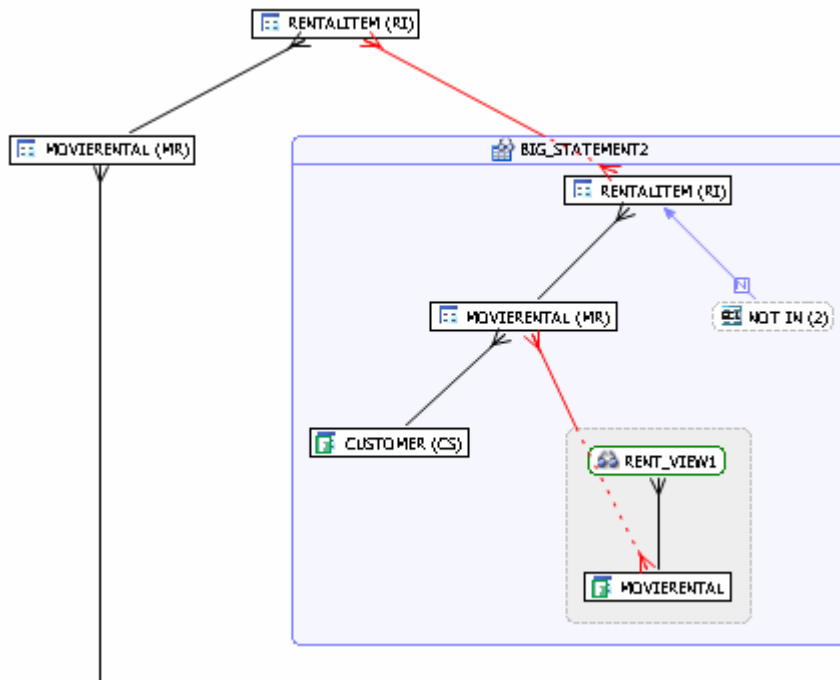 RENTALITEM (RI)
MOVIERENTAL (MR)
BIG_STATEMENT2
RENTALITEM (RI)
N
MOVIERENTAL (MR)
NOT IN (2)
CUSTOMER (CS)
RENT_VIEW1
MOVIERENTAL